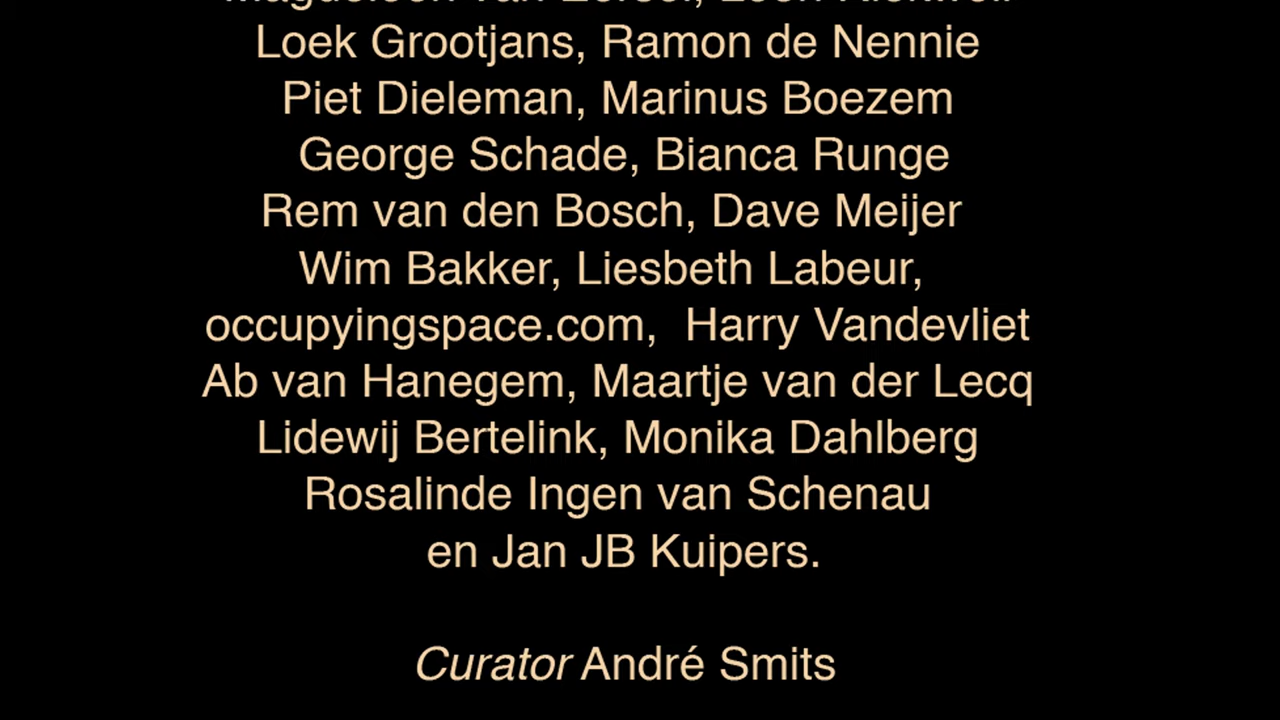 Loek Grootjans, Ramon de Nennie
Piet Dieleman, Marinus Boezem
George Schade, Bianca Runge
Rem van den Bosch, Dave Meijer
Wim Bakker, Liesbeth Labeur,
occupyingspace.com, Harry Vandevliet
Ab van Hanegem, Maartje van der Lecq
Lidewij Bertelink, Monika Dahlberg
Rosalinde Ingen van Schenau
en Jan JB Kuipers.
Curator André Smits